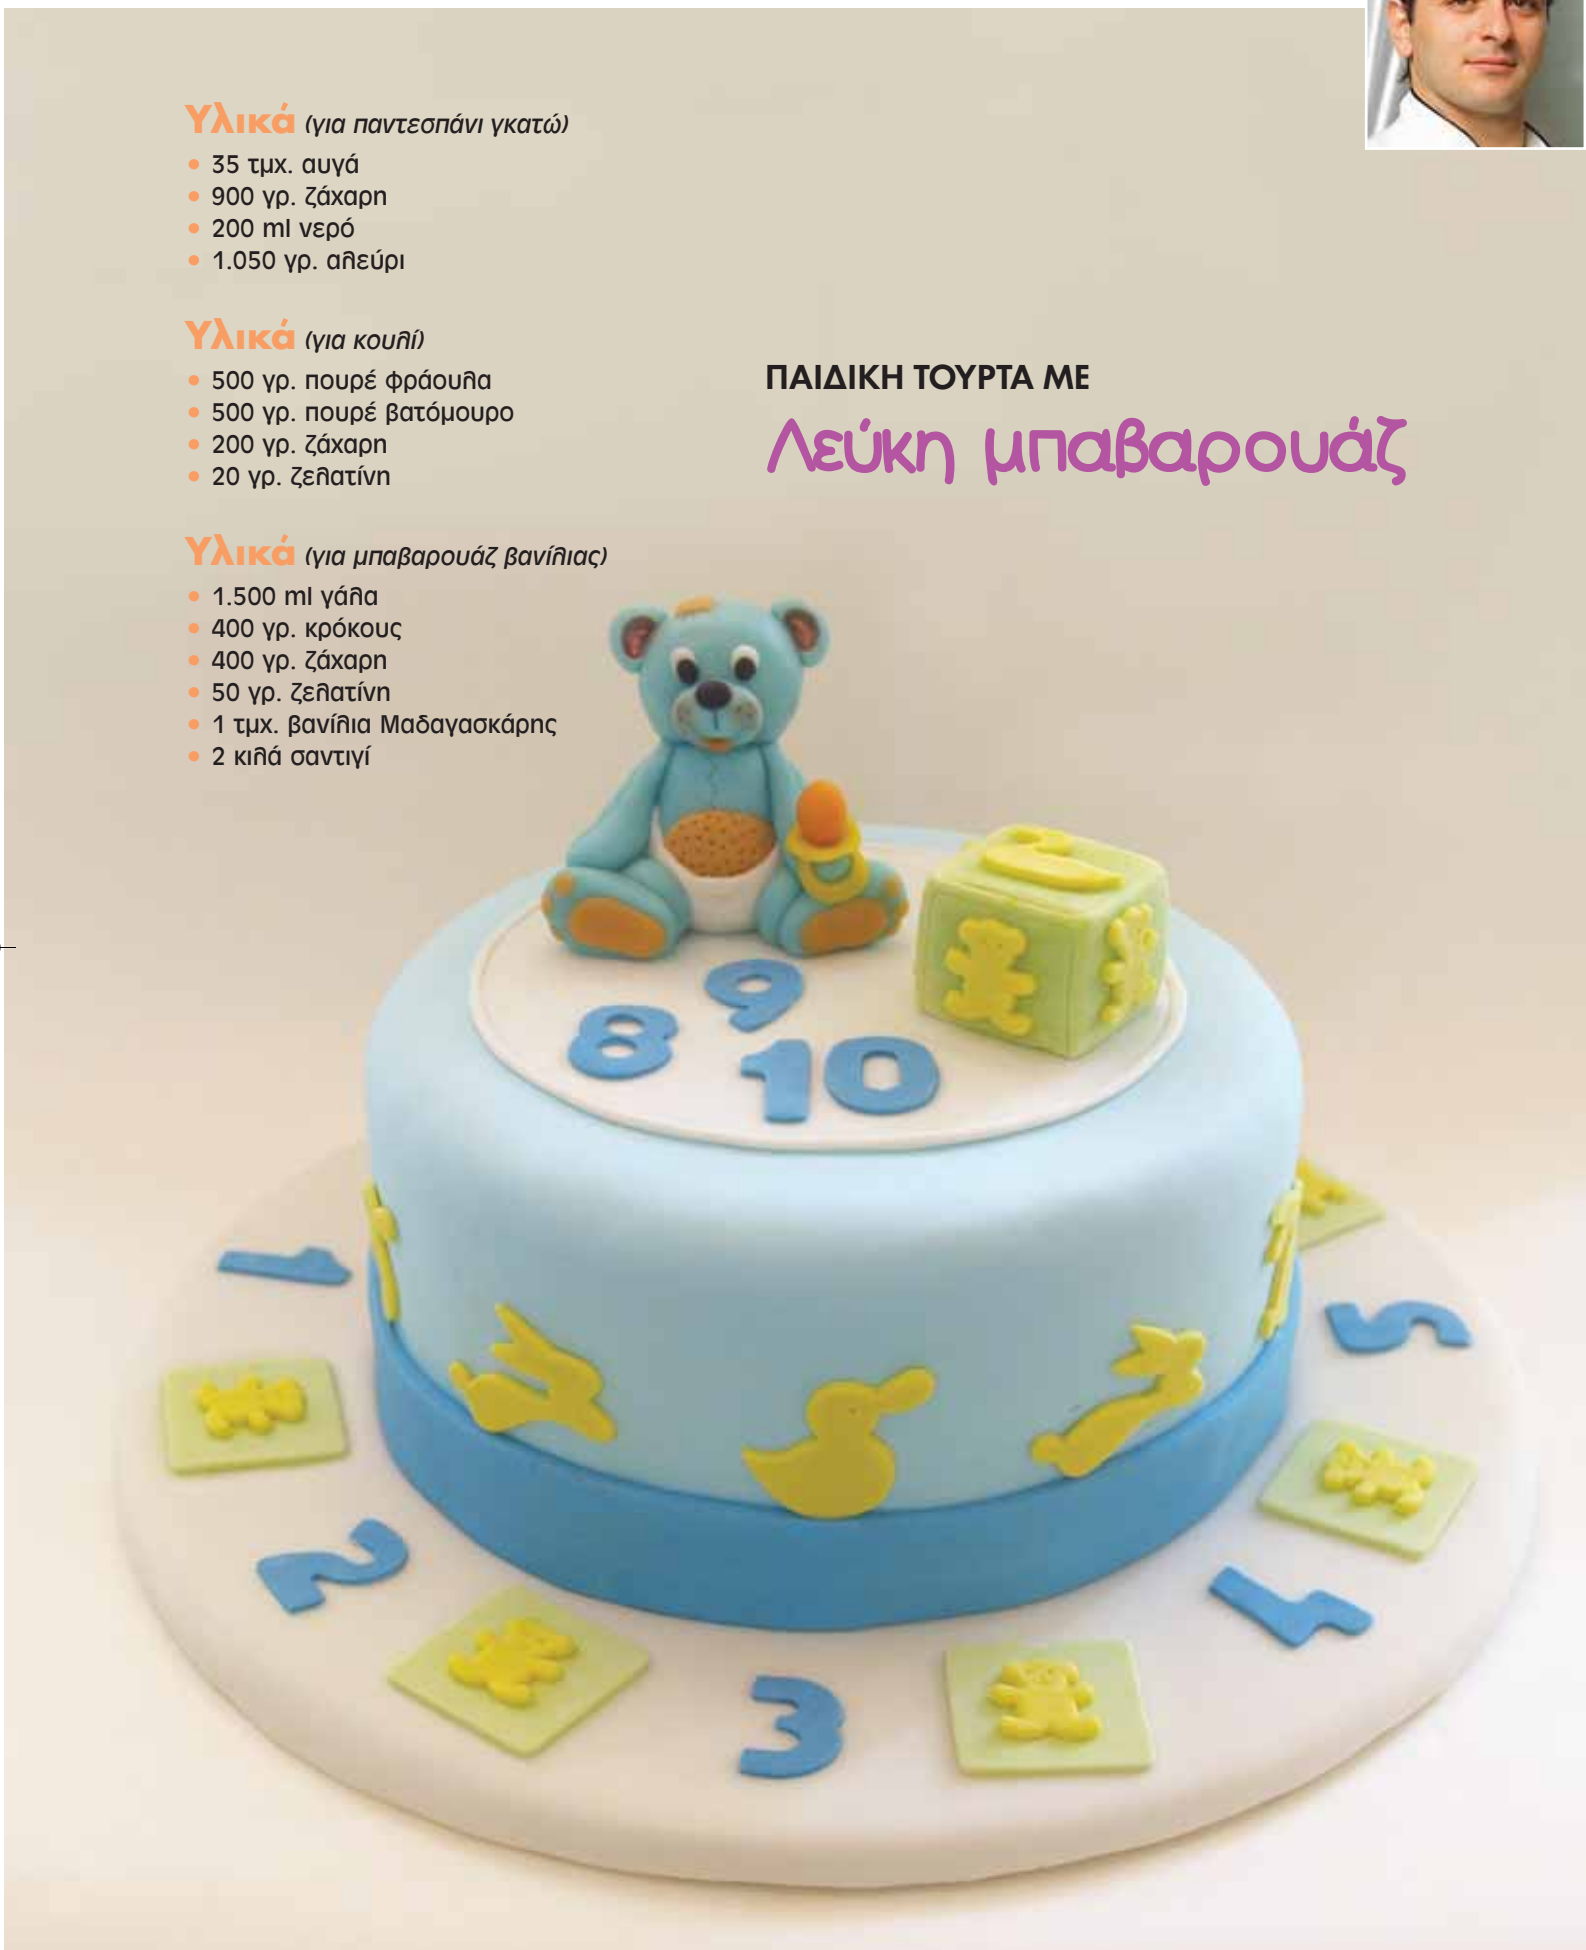 Υλικά (για παντεσπάνι γκατώ)
• 35 τμχ. αυγά
• 900 γρ. ζάχαρη
• 200 ml νερό
• 1.050 γρ. αλεύρι
Υλικά (για κουλί)
• 500 γρ. πουρέ φράουλα
• 500 γρ. πουρέ βατόμουρο
• 200 γρ. ζάχαρη
• 20 γρ. ζελατίνη
Υλικά (για μπαβαρουάζ βανίλιας)
• 1.500 ml γάλα
• 400 γρ. κρόκους
• 400 γρ. ζάχαρη
• 50 γρ. ζελατίνη
• 1 τμχ. βανίλια Μαδαγασκάρης
• 2 κιλά σαντιγί
ΠΑΙΔΙΚΗ ΤΟΥΡΤΑ ΜΕ
Λεύκη μπαβαρουάζ
9
8
10
1
5
2
4
3